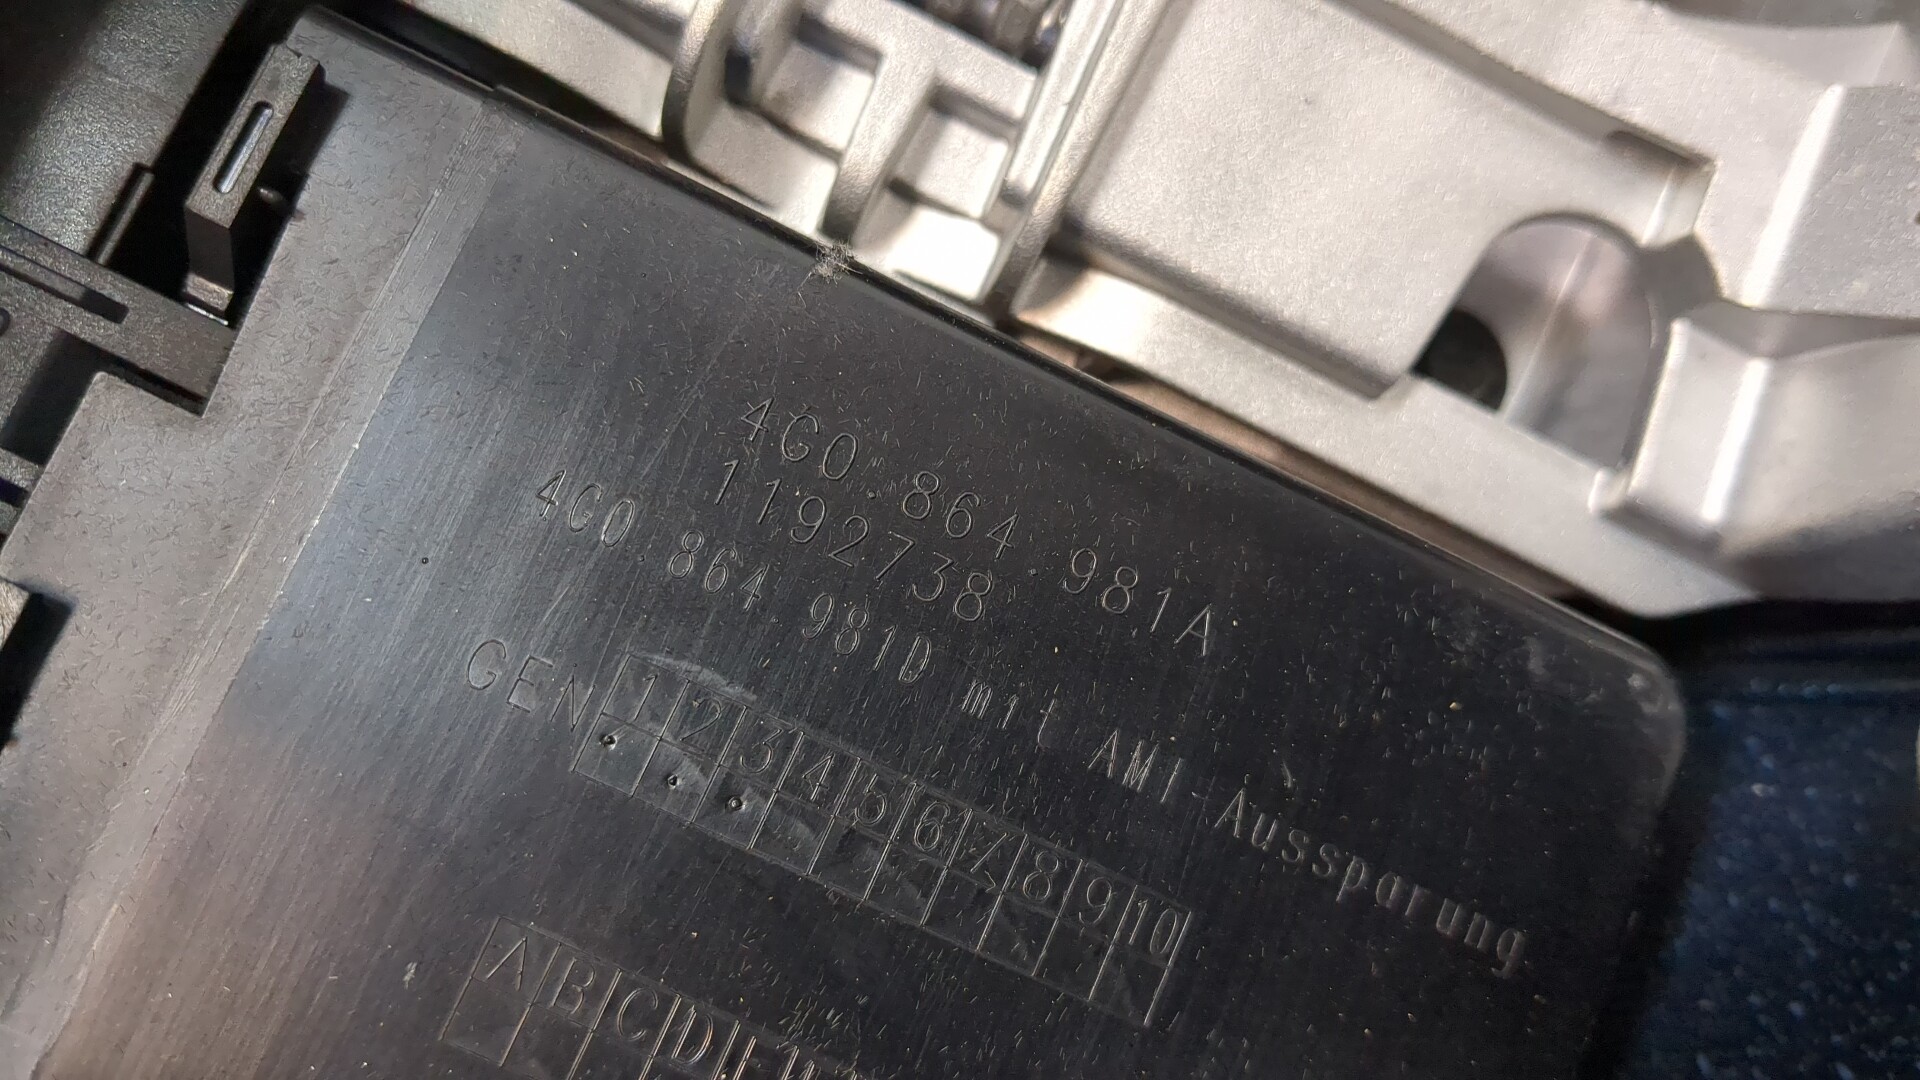 4G0.864.981A
1192738
4G0.864.981D mit AMI-Aussparung
GEN 1 2 3 4 5 6 7 8 9 10
A B C D